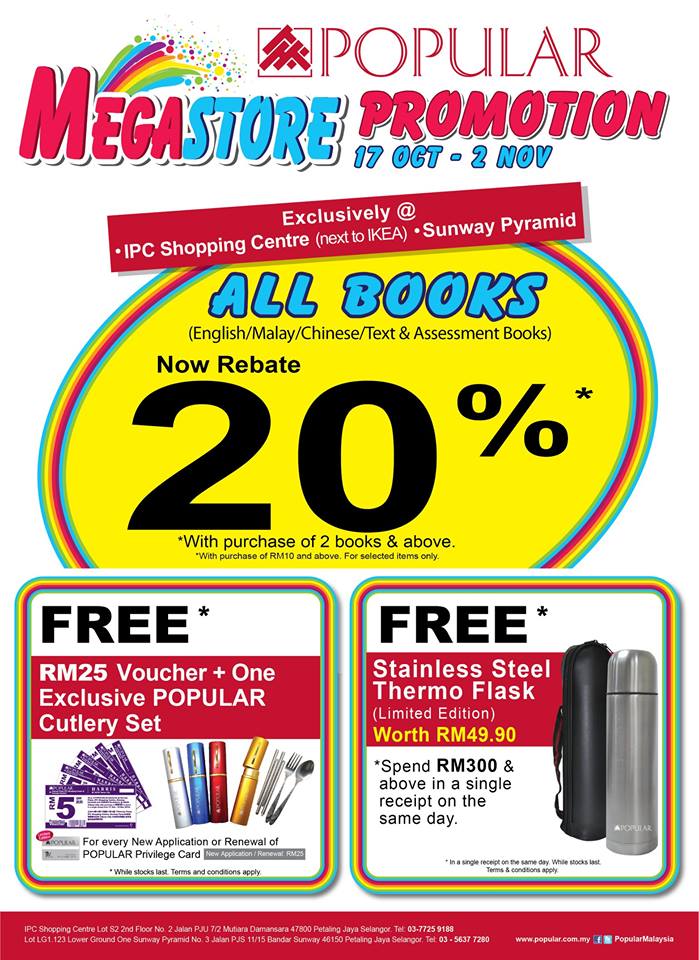 POPULAR
MEGASTORE PROMOTION
17 OCT - 2 NOV
Exclusively @
• IPC Shopping Centre (next to IKEA) • Sunway Pyramid
ALL BOOKS
(English/Malay/Chinese/Text & Assessment Books)
Now Rebate
20%*
*With purchase of 2 books & above.
*With purchase of RM10 and above. For selected items only.
FREE*
RM25 Voucher + One
Exclusive POPULAR
Cutlery Set
RM 5
HARRIS
POPULAR
For every New Application or Renewal of
POPULAR Privilege Card New Application / Renewal: RM25
* While stocks last. Terms and conditions apply.
FREE*
Stainless Steel
Thermo Flask
(Limited Edition)
Worth RM49.90
*Spend RM300 &
above in a single
receipt on the
same day.
POPULAR
* In a single receipt on the same day. While stocks last.
Terms & conditions apply.
IPC Shopping Centre Lot S2 2nd Floor No. 2 Jalan PJU 7/2 Mutiara Damansara 47800 Petaling Jaya Selangor. Tel: 03-7725 9188
Lot LG1.123 Lower Ground One Sunway Pyramid No. 3 Jalan PJS 11/15 Bandar Sunway 46150 Petaling Jaya Selangor. Tel: 03 - 5637 7280
www.popular.com.my f PopularMalaysia